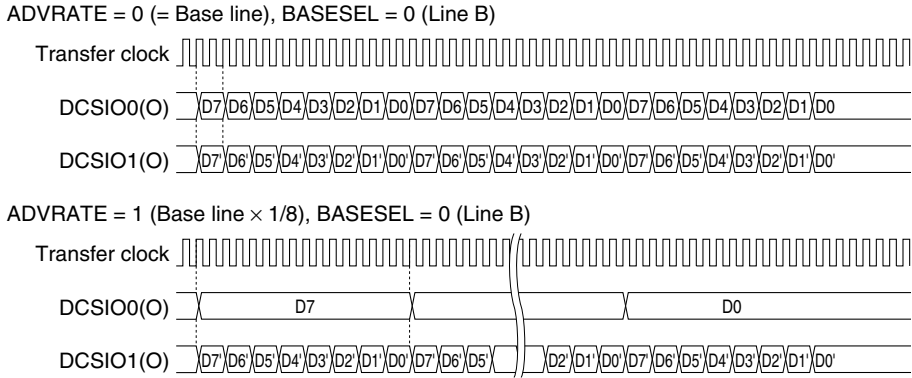 ADVRATE = 0 (= Base line), BASESEL = 0 (Line B)
Transfer clock
DCSIO0(O) D7 D6 D5 D4 D3 D2 D1 D0 D7 D6 D5 D4 D3 D2 D1 D0 D7 D6 D5 D4 D3 D2 D1 D0
DCSIO1(O) D7' D6' D5' D4' D3' D2' D1' D0' D7' D6' D5' D4' D3' D2' D1' D0' D7' D6' D5' D4' D3' D2' D1' D0'
ADVRATE = 1 (Base line × 1/8), BASESEL = 0 (Line B)
Transfer clock
DCSIO0(O) D7 D0
DCSIO1(O) D7' D6' D5' D4' D3' D2' D1' D0' D7' D6' D5' D2' D1' D0' D7' D6' D5' D4' D3' D2' D1' D0'